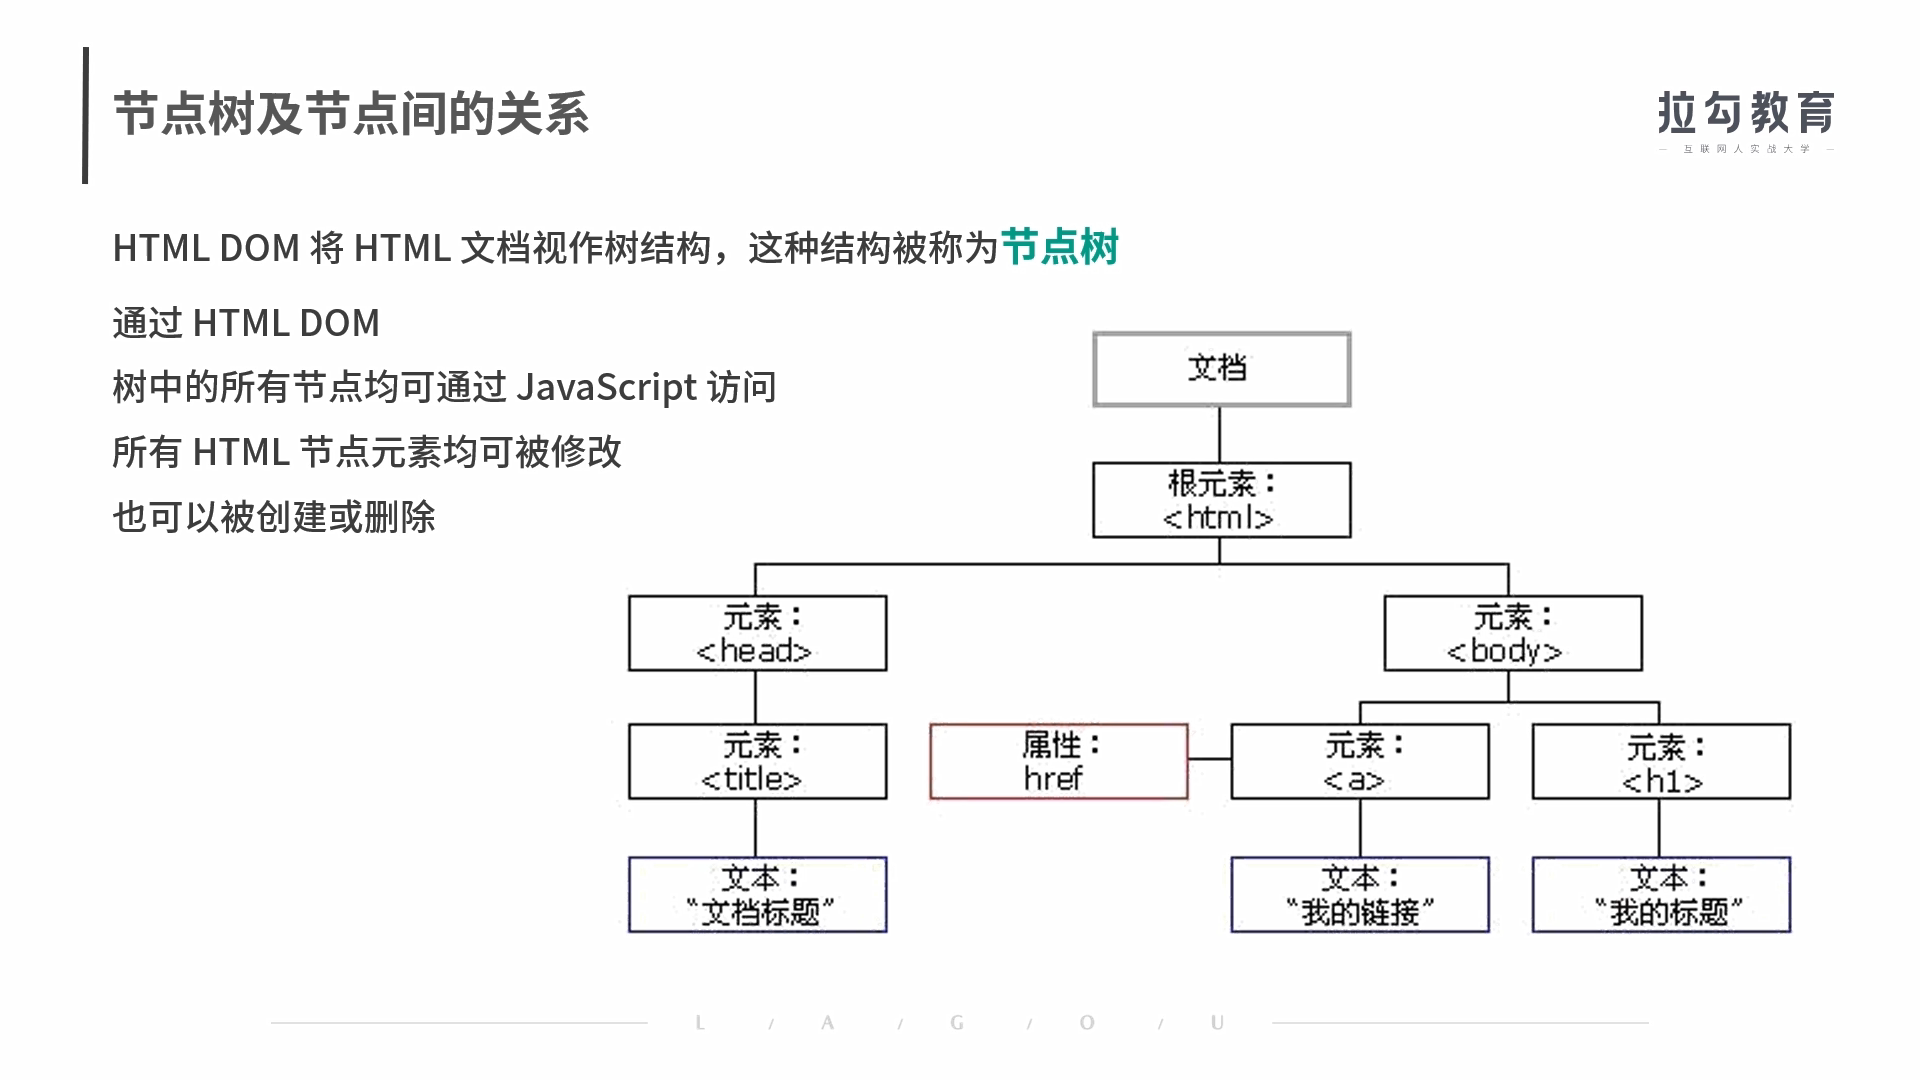 节点树及节点间的关系
拉勾教育
— 互联网人实战大学 —
HTML DOM 将 HTML 文档视作树结构，这种结构被称为节点树
通过 HTML DOM
树中的所有节点均可通过 JavaScript 访问
所有 HTML 节点元素均可被修改
也可以被创建或删除
文档
根元素：
<html>
元素：
<head>
元素：
<body>
元素：
<title>
属性：
href
元素：
<a>
元素：
<h1>
文本：
“文档标题”
文本：
“我的链接”
文本：
“我的标题”
L / A / G / O / U